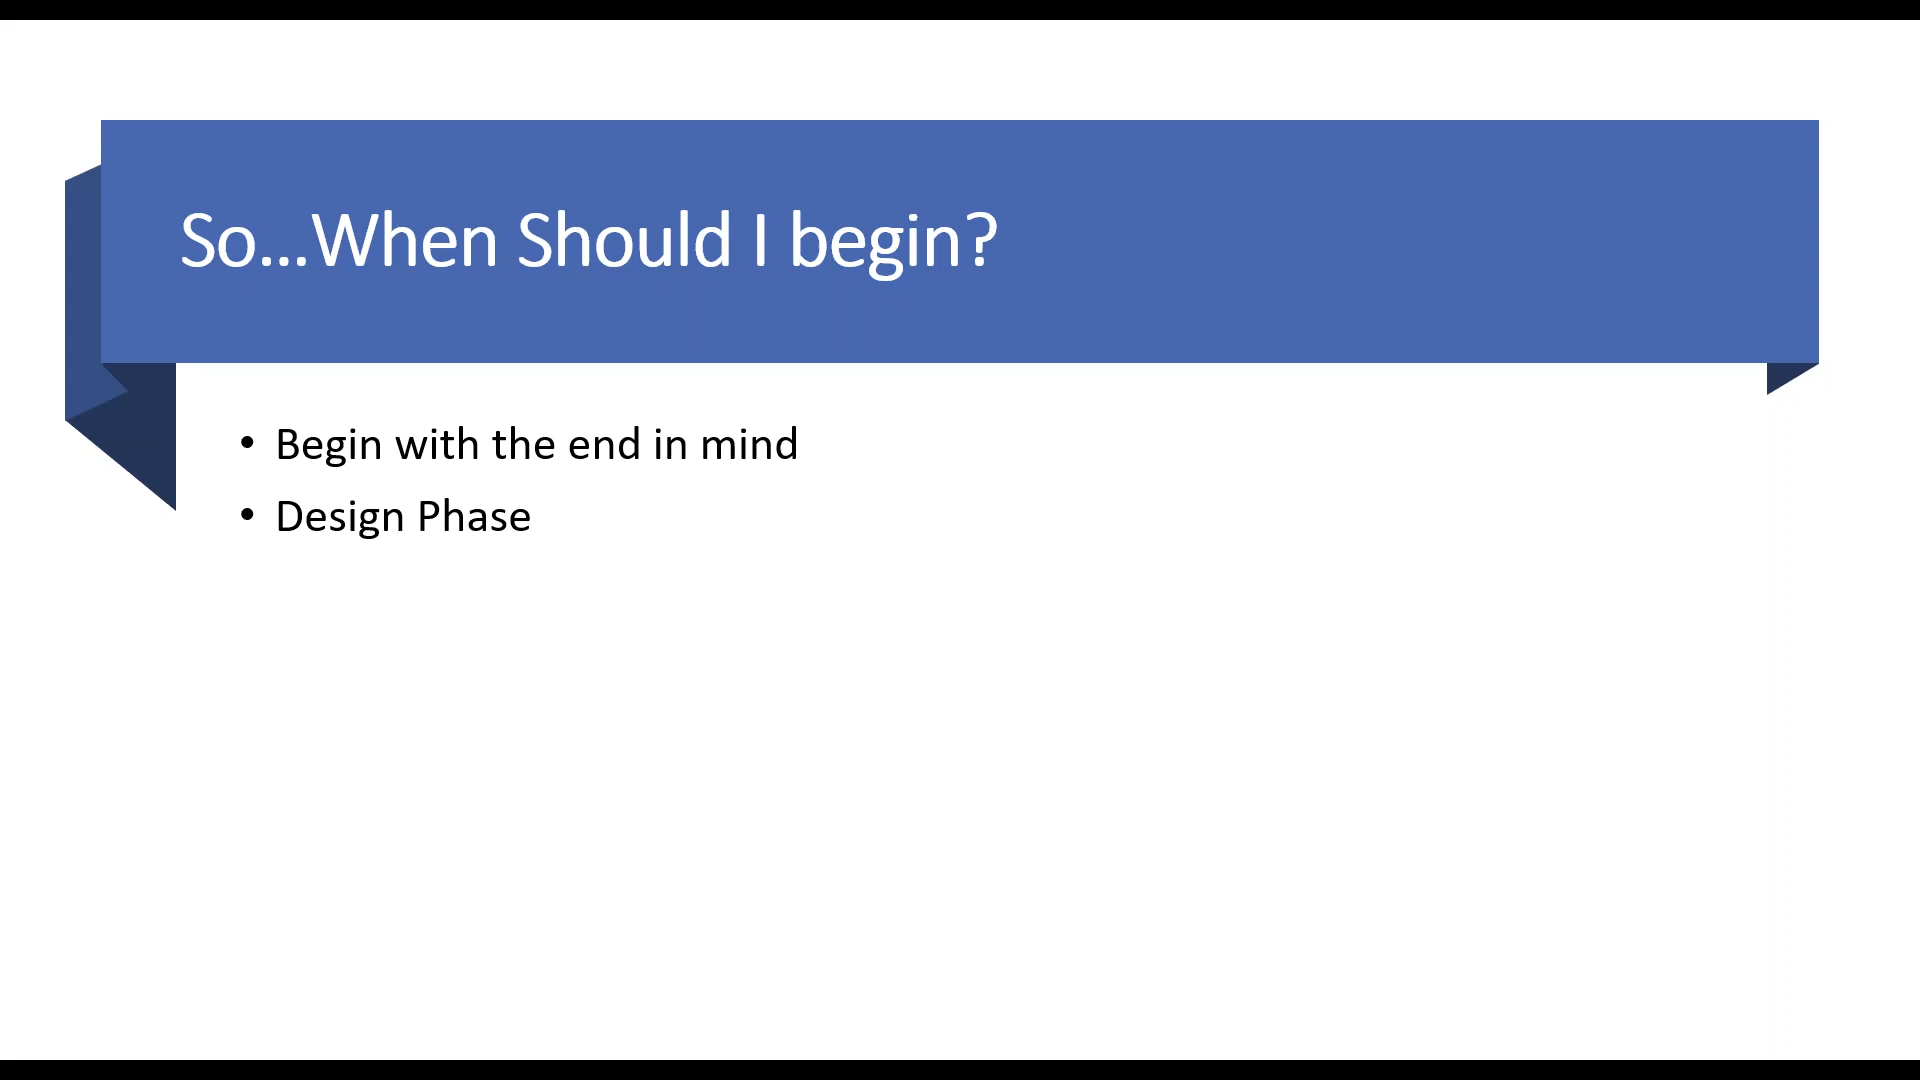 So...When Should I begin?
• Begin with the end in mind
• Design Phase